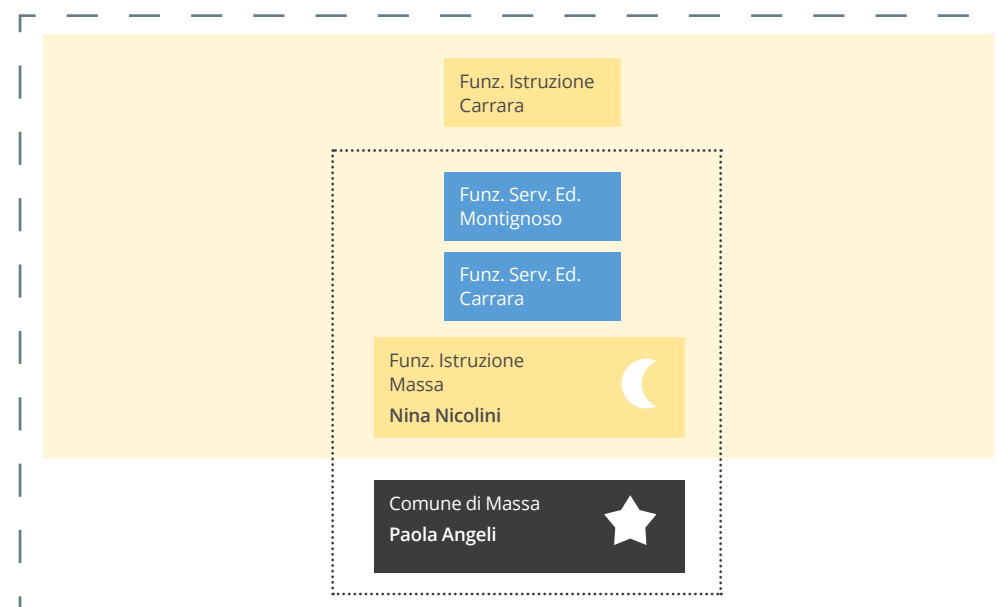 Funz. Istruzione
Carrara
Funz. Serv. Ed.
Montignoso
Funz. Serv. Ed.
Carrara
Funz. Istruzione
Massa
Nina Nicolini
Comune di Massa
Paola Angeli